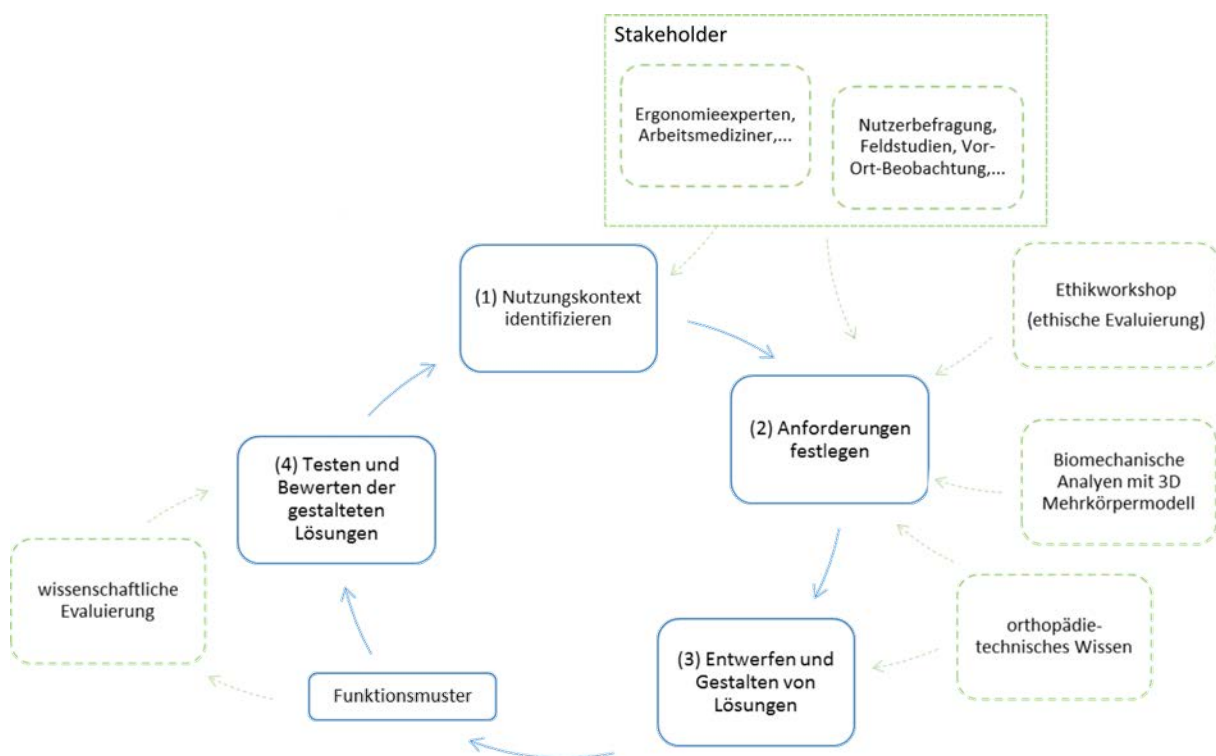 Stakeholder
Ergonomieexperten,
Arbeitsmediziner,...
Nutzerbefragung,
Feldstudien, Vor-
Ort-Beobachtung,...
(1) Nutzungskontext
identifizieren
Ethikworkshop
(ethische Evaluierung)
(2) Anforderungen
festlegen
(4) Testen und
Bewerten der
gestalteten
Lösungen
Biomechanische
Analysen mit 3D
Mehrkörpermodell
wissenschaftliche
Evaluierung
orthopädie-
technisches Wissen
(3) Entwerfen und
Gestalten von
Lösungen
Funktionsmuster